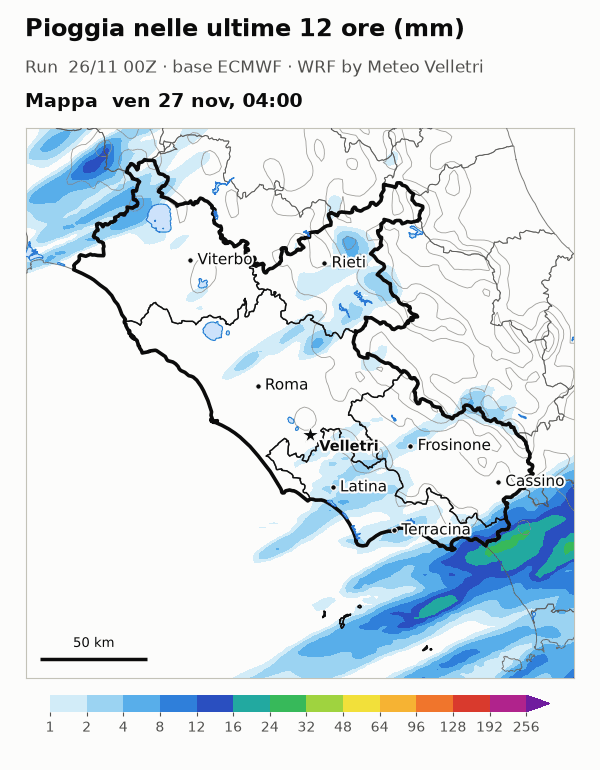 Pioggia nelle ultime 12 ore (mm)
Run  26/11 00Z · base ECMWF · WRF by Meteo Velletri
Mappa  ven 27 nov, 04:00
Viterbo
Rieti
Roma
Velletri
Frosinone
Latina
Cassino
Terracina
50 km
1 2 4 8 12 16 24 32 48 64 96 128 192 256